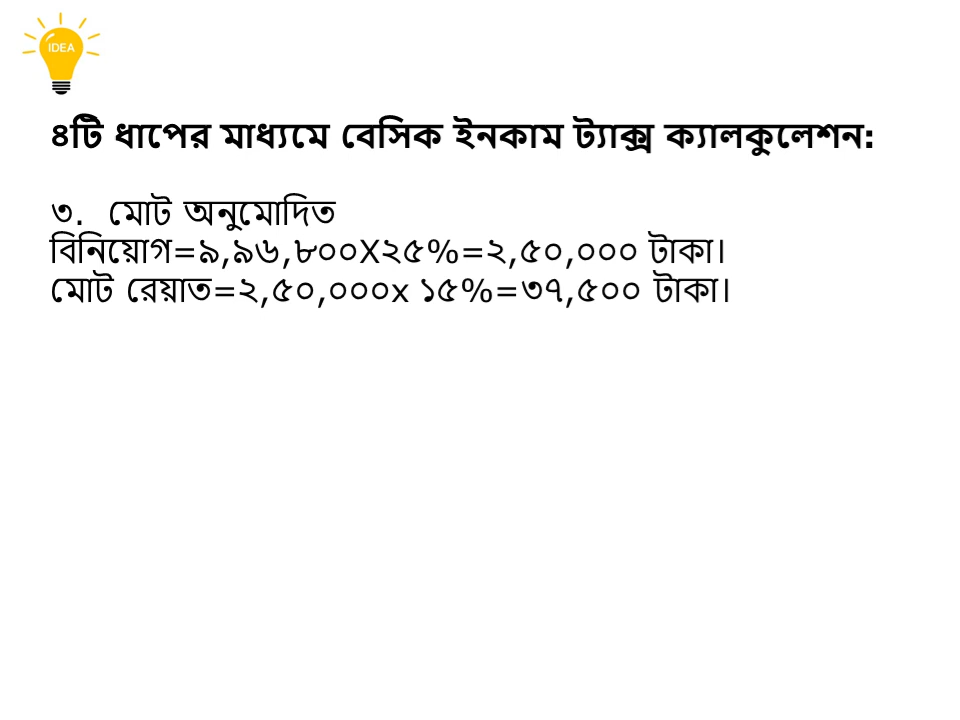 IDEA
৪টি ধাপের মাধ্যমে বেসিক ইনকাম ট্যাক্স ক্যালকুলেশন:
৩. মোট অনুমোদিত
বিনিয়োগ=৯,৯৬,৮০০X২৫%=২,৫০,০০০ টাকা।
মোট রেয়াত=২,৫০,০০০x ১৫%=৩৭,৫০০ টাকা।